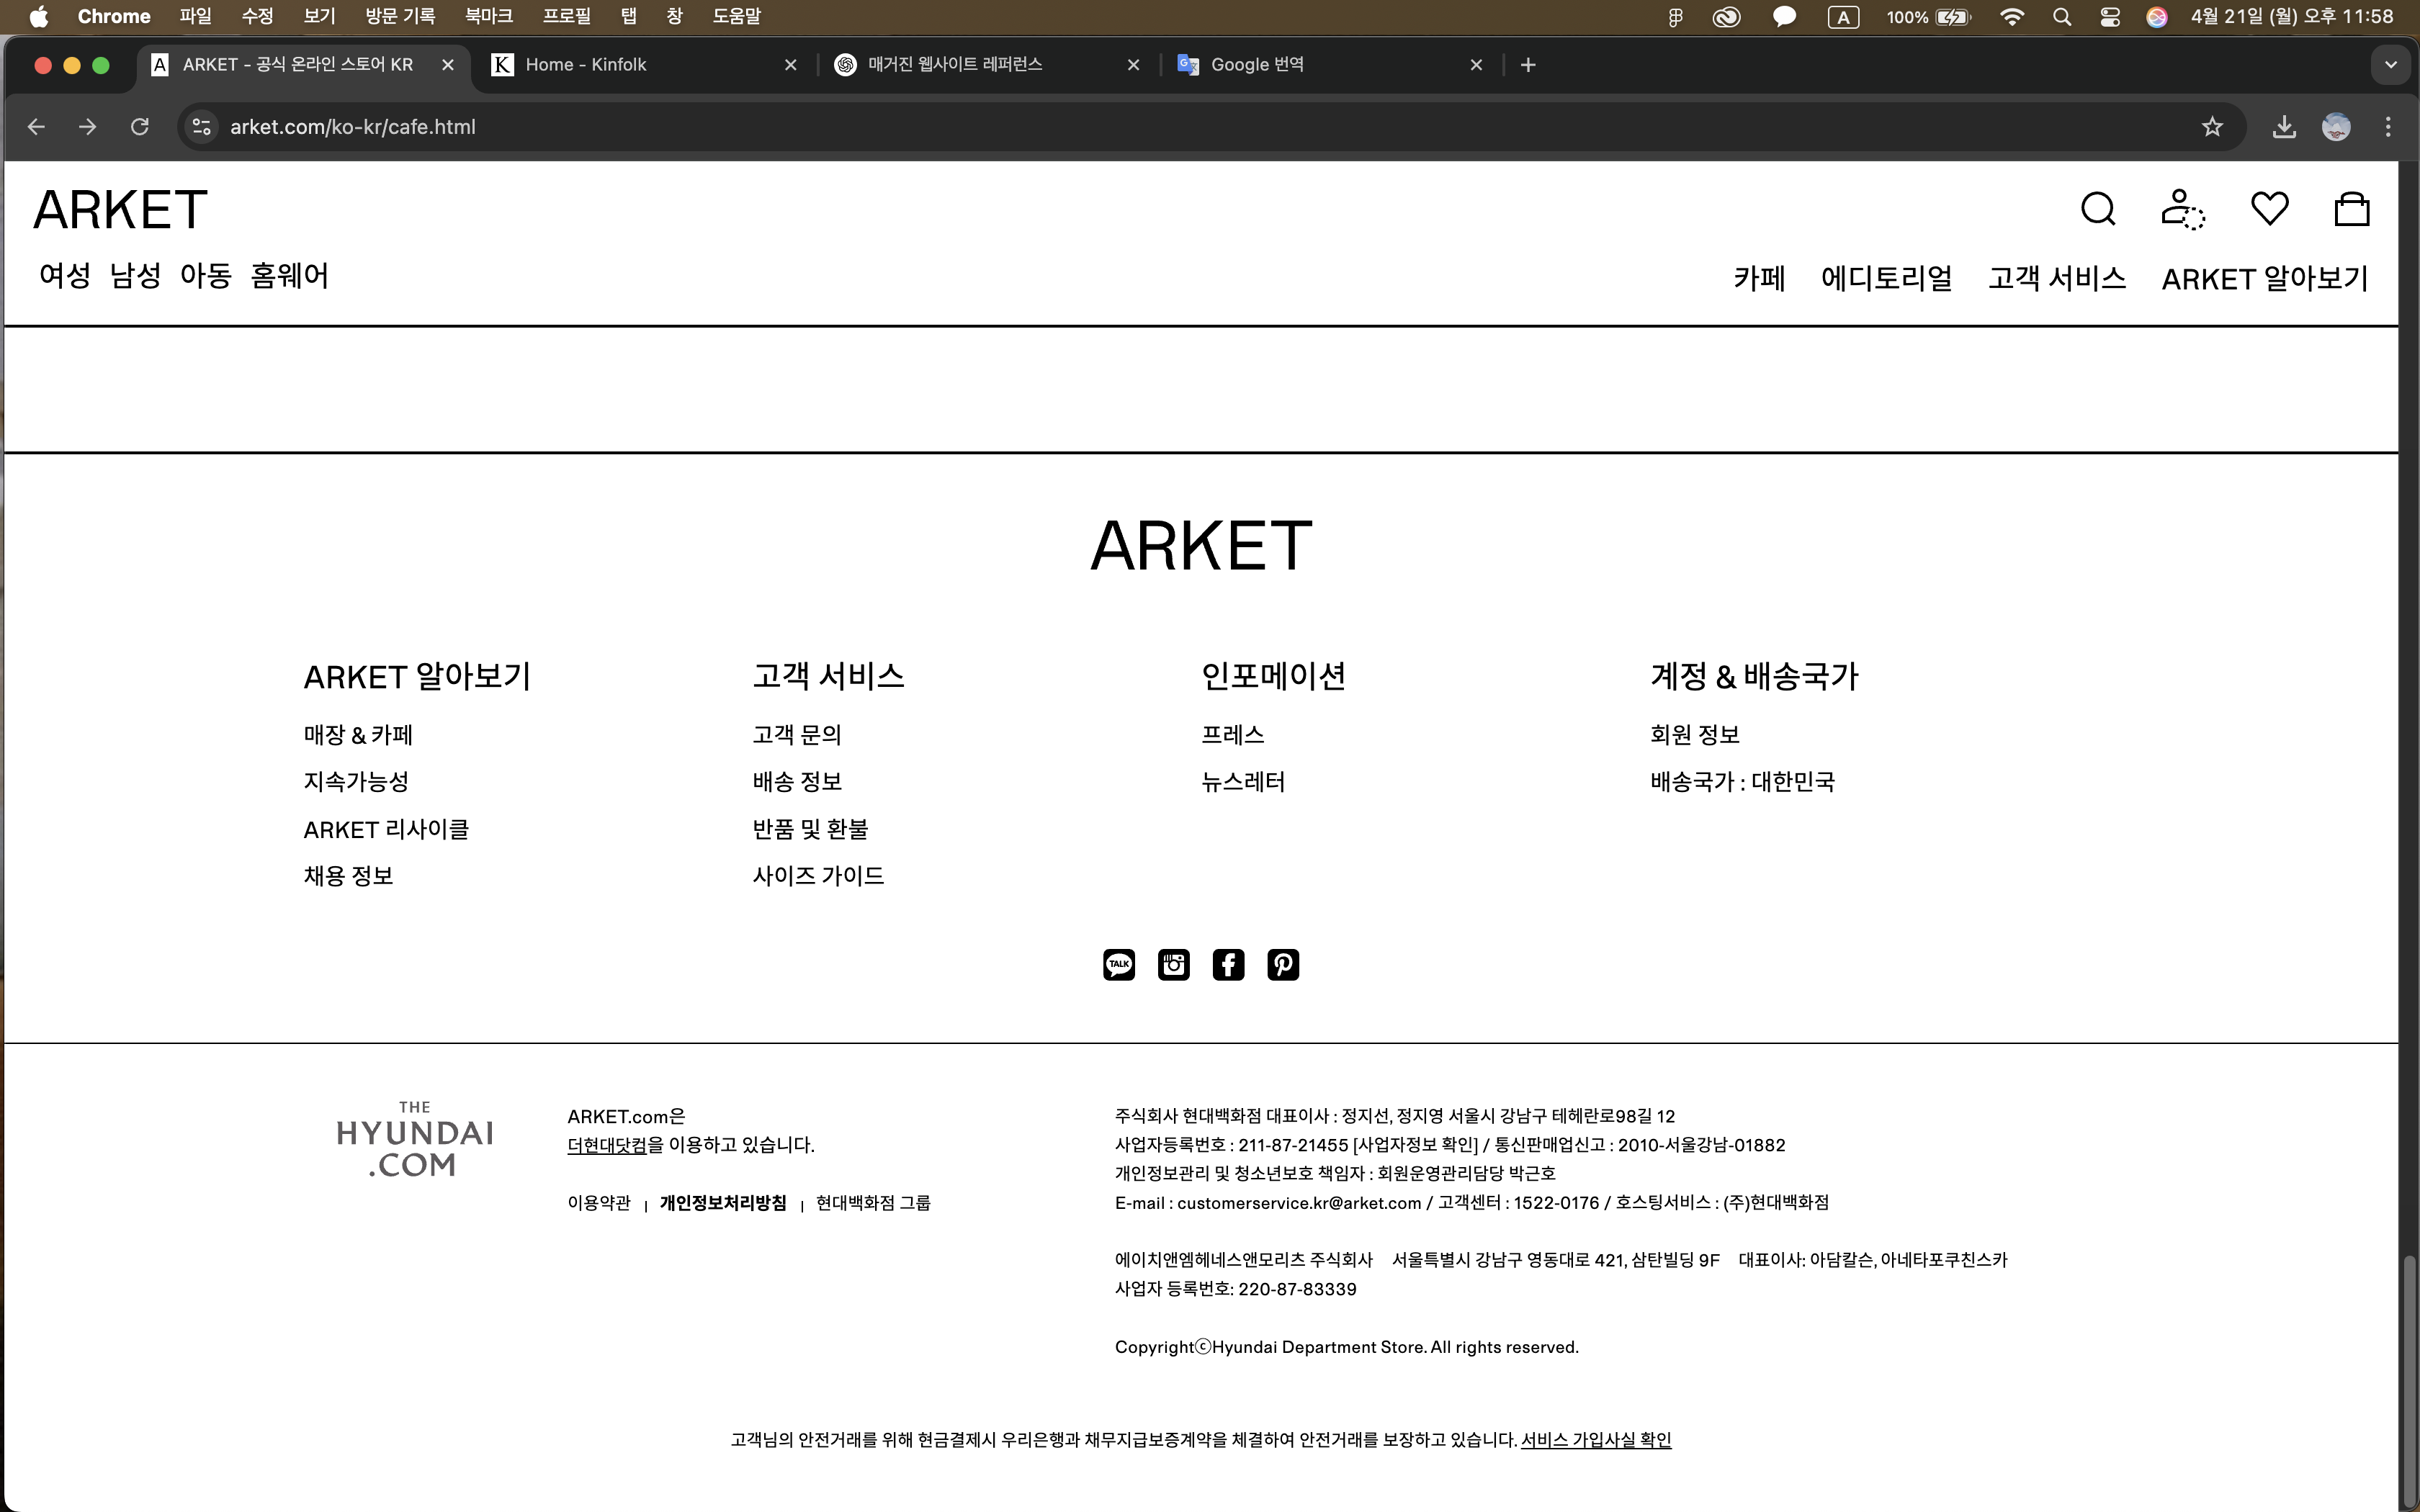 Chrome 파일 수정 보기 방문 기록 북마크 프로필 탭 창 도움말 A 100% 4월 21일 (월) 오후 11:58
A ARKET - 공식 온라인 스토어 KR K Home - Kinfolk 매거진 웹사이트 레퍼런스 Google 번역
arket.com/ko-kr/cafe.html
ARKET
여성 남성 아동 홈웨어 카페 에디토리얼 고객 서비스 ARKET 알아보기
ARKET
ARKET 알아보기 고객 서비스 인포메이션 계정 & 배송국가
매장 & 카페 고객 문의 프레스 회원 정보
지속가능성 배송 정보 뉴스레터 배송국가 : 대한민국
ARKET 리사이클 반품 및 환불
채용 정보 사이즈 가이드
TALK
THE
HYUNDAI
.COM
ARKET.com은
더현대닷컴을 이용하고 있습니다.
이용약관 | 개인정보처리방침 | 현대백화점 그룹
주식회사 현대백화점 대표이사 : 정지선, 정지영 서울시 강남구 테헤란로98길 12
사업자등록번호 : 211-87-21455 [사업자정보 확인] / 통신판매업신고 : 2010-서울강남-01882
개인정보관리 및 청소년보호 책임자 : 회원운영관리담당 박근호
E-mail : customerservice.kr@arket.com / 고객센터 : 1522-0176 / 호스팅서비스 : (주)현대백화점
에이치앤엠헤네스앤모리츠 주식회사 서울특별시 강남구 영동대로 421, 삼탄빌딩 9F 대표이사: 아담칼슨, 아네타포쿠친스카
사업자 등록번호: 220-87-83339
CopyrightⓒHyundai Department Store. All rights reserved.
고객님의 안전거래를 위해 현금결제시 우리은행과 채무지급보증계약을 체결하여 안전거래를 보장하고 있습니다. 서비스 가입사실 확인